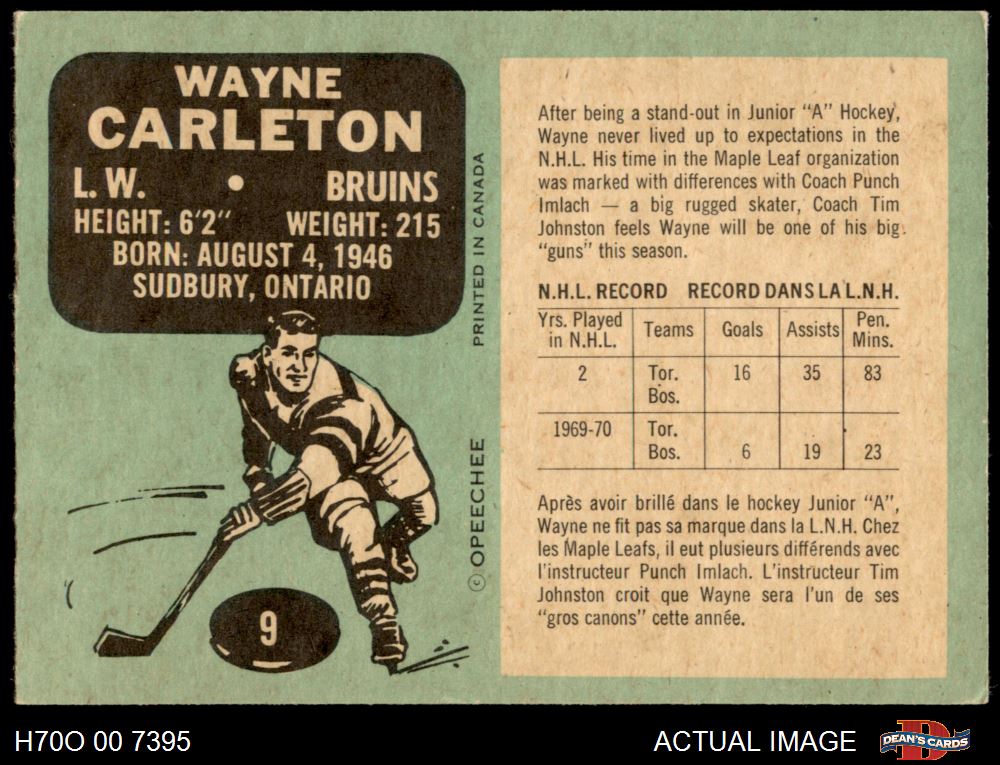 WAYNE
CARLETON
L. W. • BRUINS
HEIGHT: 6'2" WEIGHT: 215
BORN: AUGUST 4, 1946
SUDBURY, ONTARIO
9
PRINTED IN CANADA
© OPEECHEE
After being a stand-out in Junior "A" Hockey,
Wayne never lived up to expectations in the
N.H.L. His time in the Maple Leaf organization
was marked with differences with Coach Punch
Imlach — a big rugged skater, Coach Tim
Johnston feels Wayne will be one of his big
"guns" this season.
N.H.L. RECORD RECORD DANS LA L.N.H.
Yrs. Played in N.H.L. Teams Goals Assists Pen. Mins.
2 Tor. Bos. 16 35 83
1969-70 Tor. Bos. 6 19 23
Après avoir brillé dans le hockey Junior "A",
Wayne ne fit pas sa marque dans la L.N.H. Chez
les Maple Leafs, il eut plusieurs différends avec
l'instructeur Punch Imlach. L'instructeur Tim
Johnston croit que Wayne sera l'un de ses
"gros canons" cette année.
H70O 00 7395
ACTUAL IMAGE
D
DEAN'S CARDS